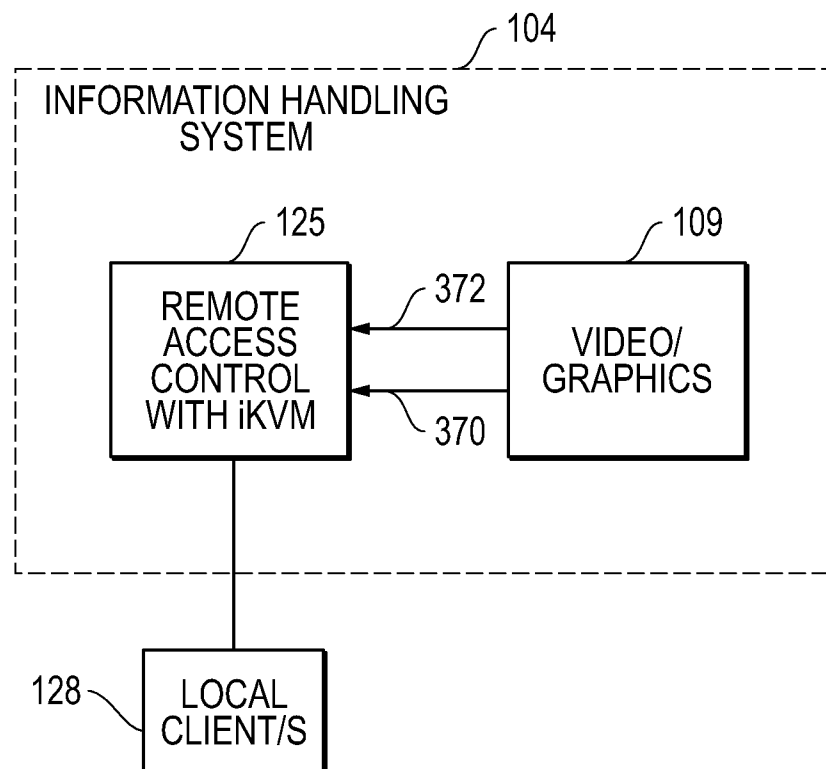 104
INFORMATION HANDLING
SYSTEM
125
109
REMOTE
ACCESS
CONTROL
WITH iKVM
372
370
VIDEO/
GRAPHICS
128
LOCAL
CLIENT/S